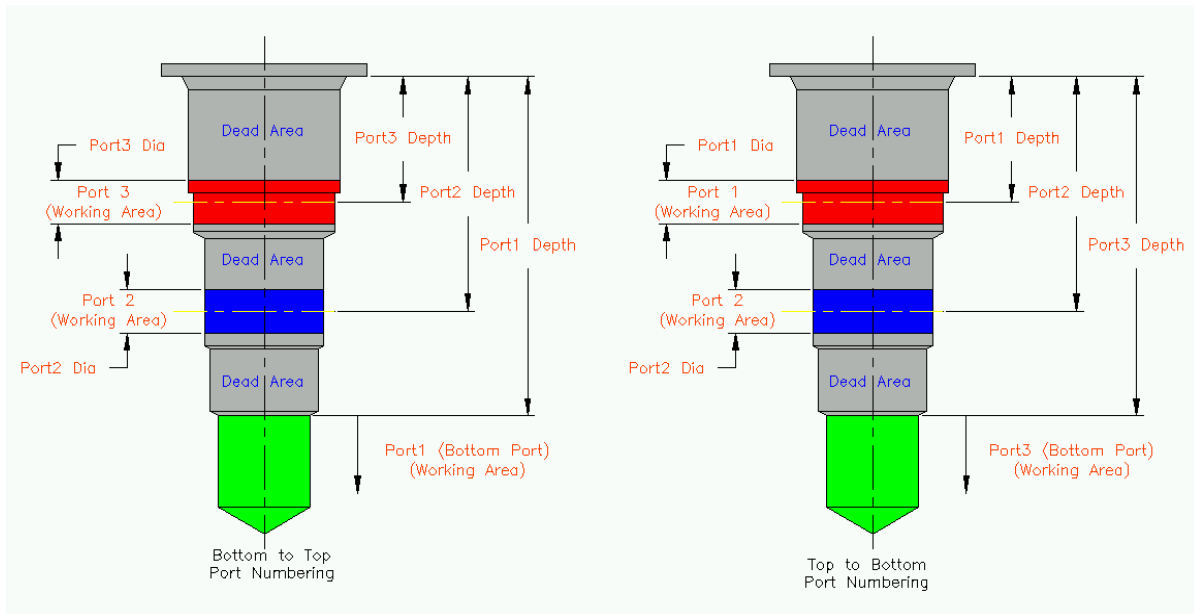 Dead Area
Port3 Dia
Port3 Depth
Port 3
(Working Area)
Port2 Depth
Port1 Depth
Dead Area
Port 2
(Working Area)
Port2 Dia
Dead Area
Port1 (Bottom Port)
(Working Area)
Bottom to Top
Port Numbering
Dead Area
Port1 Dia
Port1 Depth
Port 1
(Working Area)
Port2 Depth
Port3 Depth
Dead Area
Port 2
(Working Area)
Port2 Dia
Dead Area
Port3 (Bottom Port)
(Working Area)
Top to Bottom
Port Numbering